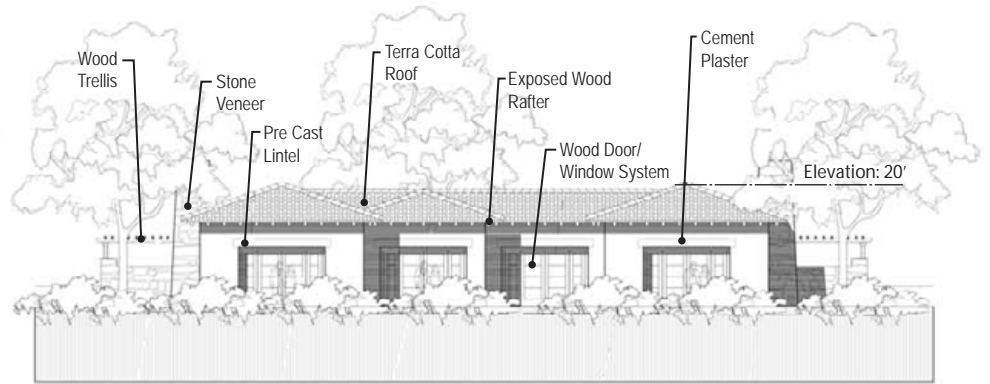 Wood
Trellis
Stone
Veneer
Pre Cast
Lintel
Terra Cotta
Roof
Exposed Wood
Rafter
Wood Door/
Window System
Cement
Plaster
Elevation: 20'